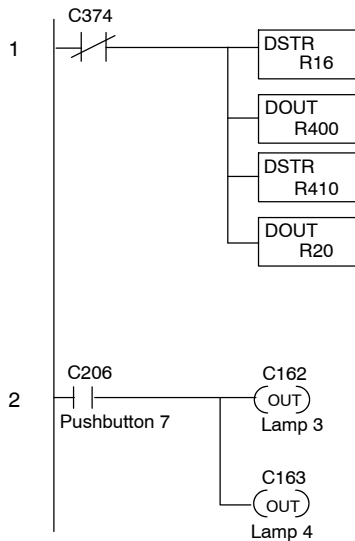 C374
1
DSTR
R16
DOUT
R400
DSTR
R410
DOUT
R20
2
C206
Pushbutton 7
C162
OUT
Lamp 3
C163
OUT
Lamp 4